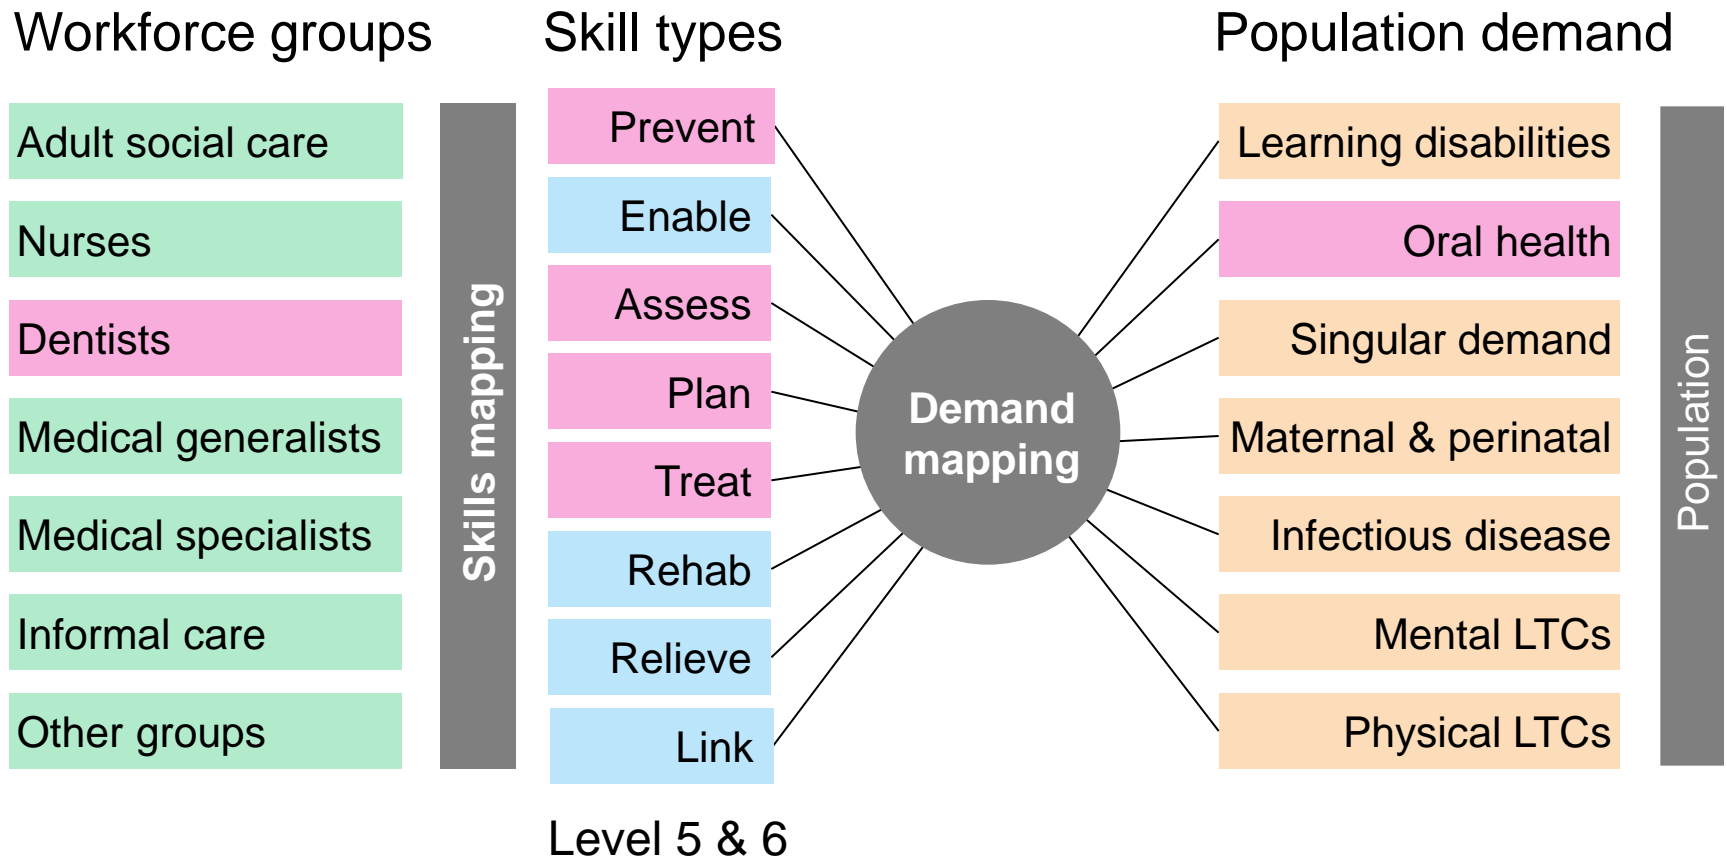 Workforce groups
Skill types
Population demand
Adult social care
Nurses
Dentists
Medical generalists
Medical specialists
Informal care
Other groups
Skills mapping
Prevent
Enable
Assess
Plan
Treat
Rehab
Relieve
Link
Level 5 & 6
Demand
mapping
Learning disabilities
Oral health
Singular demand
Maternal & perinatal
Infectious disease
Mental LTCs
Physical LTCs
Population